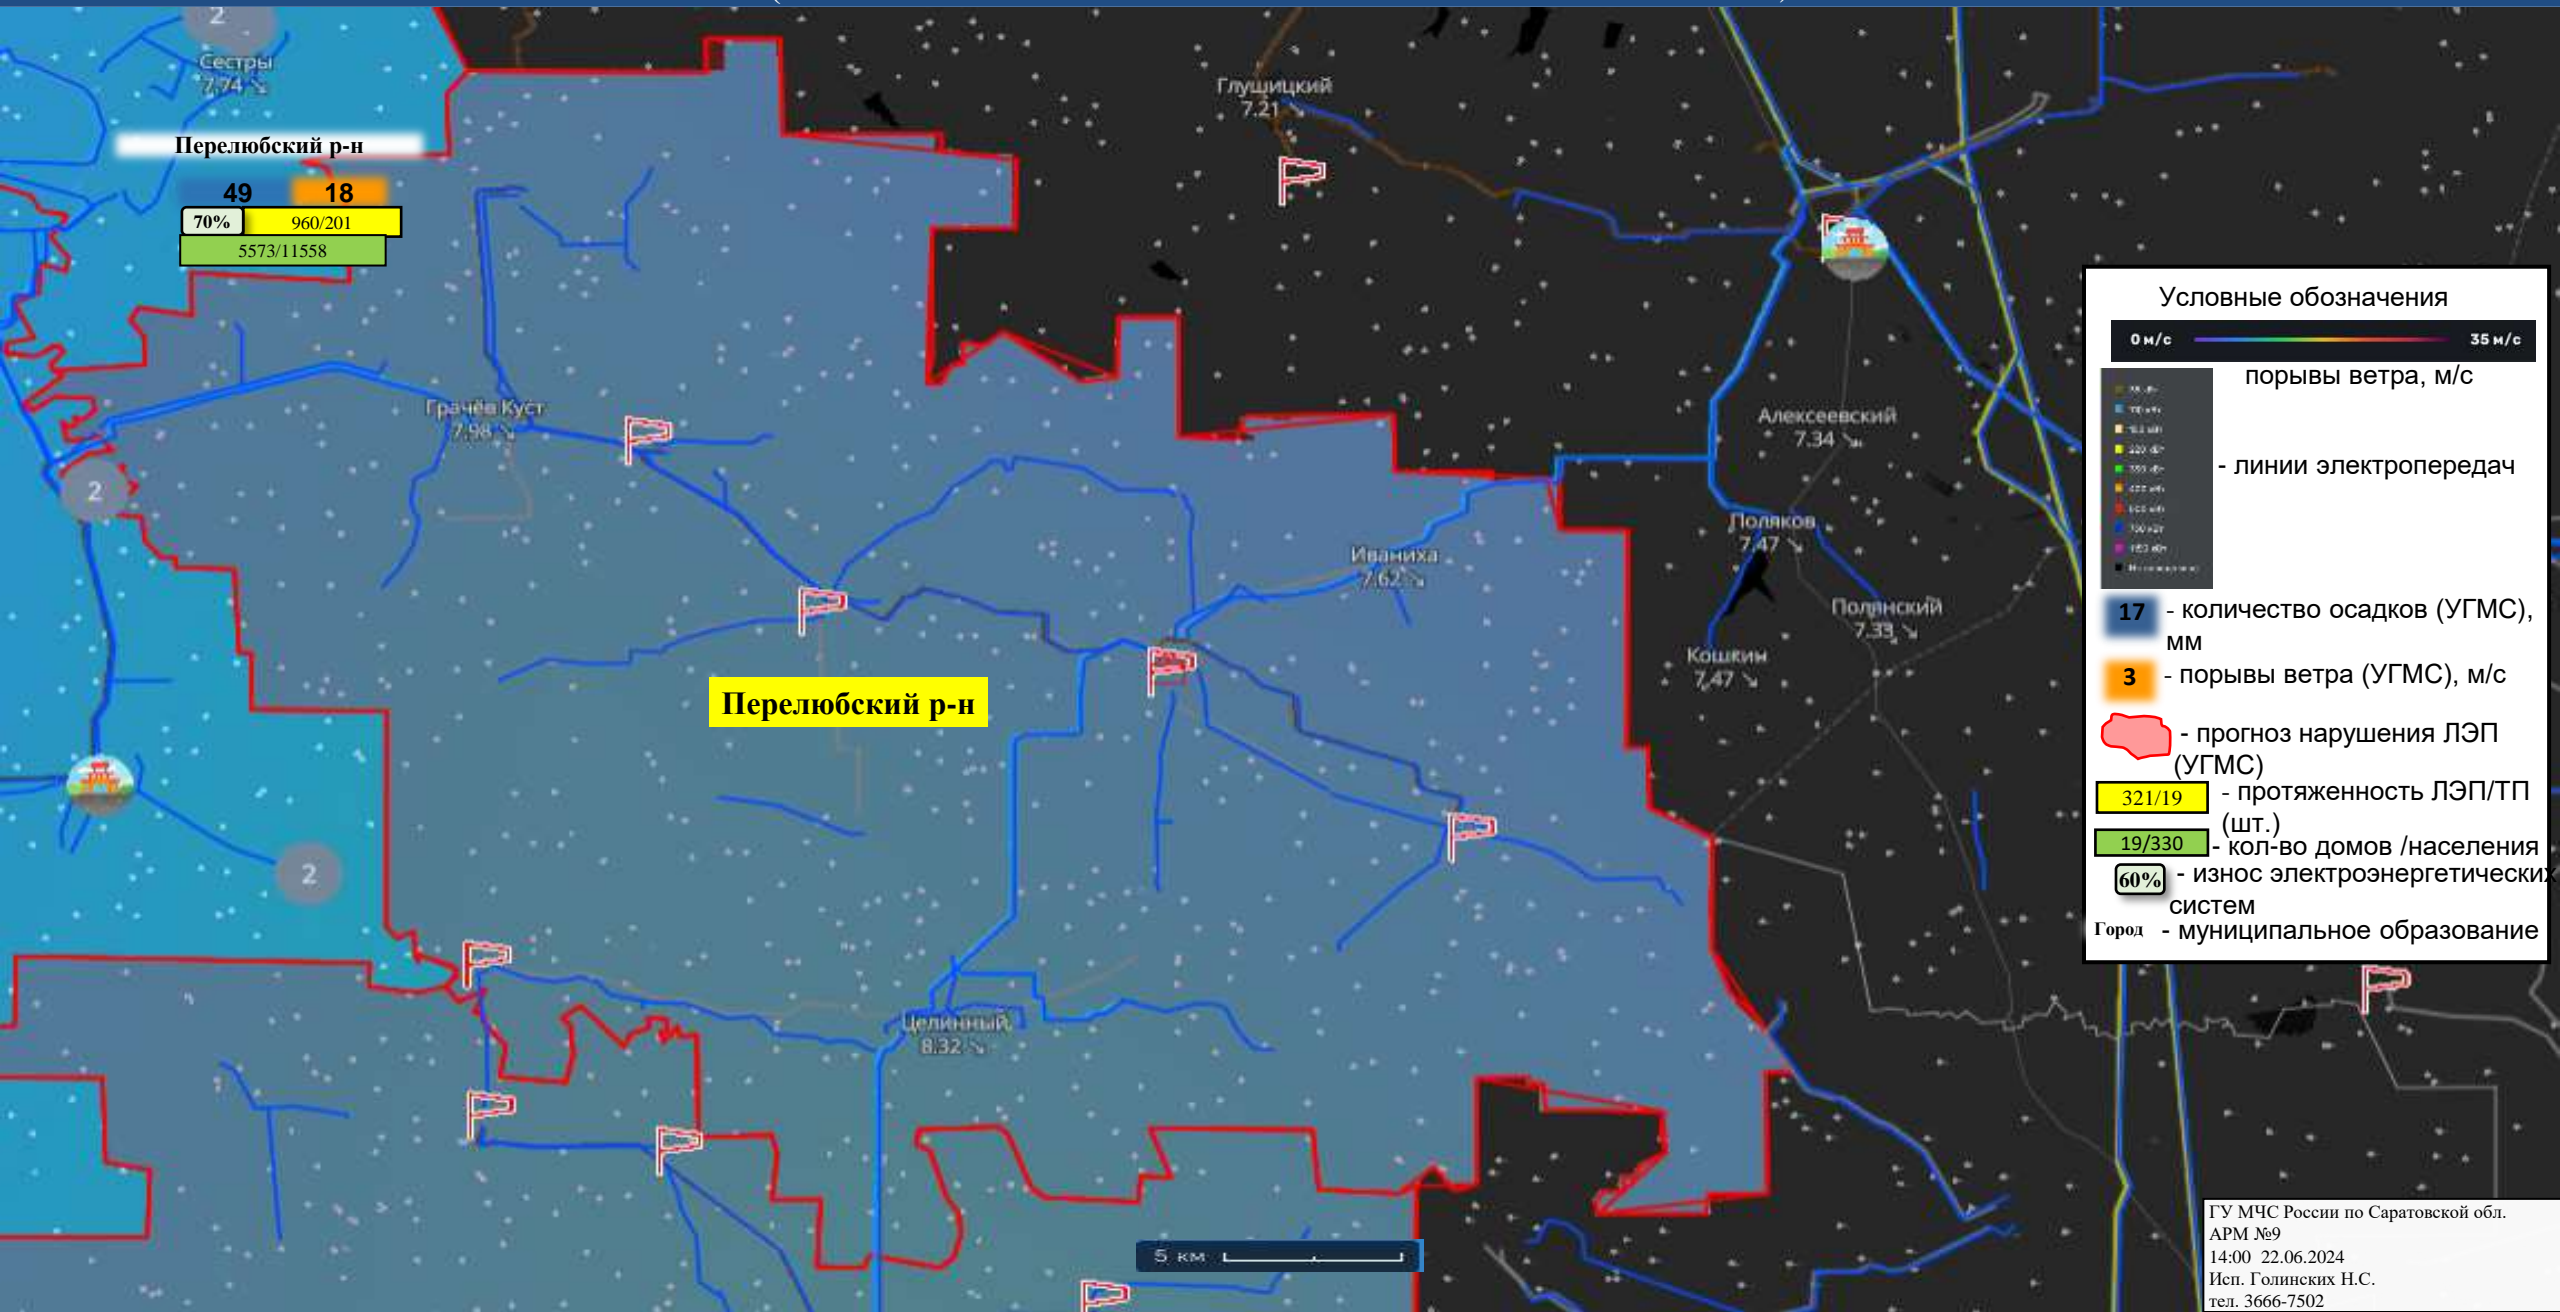 2
Сестры
7.74
Перелюбский р-н
49 18
70% 960/201
5573/11558
Глушицкий
7.21
Грачёв Куст
7.98
2
Алексеевский
7.34
Поляков
7.47
Иваниха
7.62
Полянский
7.33
Кошкин
7.47
Перелюбский р-н
2
Целинный
8.32
5 км
Условные обозначения
0 м/с 35 м/с
порывы ветра, м/с
- линии электропередач
17 - количество осадков (УГМС),
мм
3 - порывы ветра (УГМС), м/с
- прогноз нарушения ЛЭП
(УГМС)
321/19 - протяженность ЛЭП/ТП
(шт.)
19/330 - кол-во домов /населения
60% - износ электроэнергетических
систем
Город - муниципальное образование
ГУ МЧС России по Саратовской обл.
АРМ №9
14:00 22.06.2024
Исп. Голинских Н.С.
тел. 3666-7502